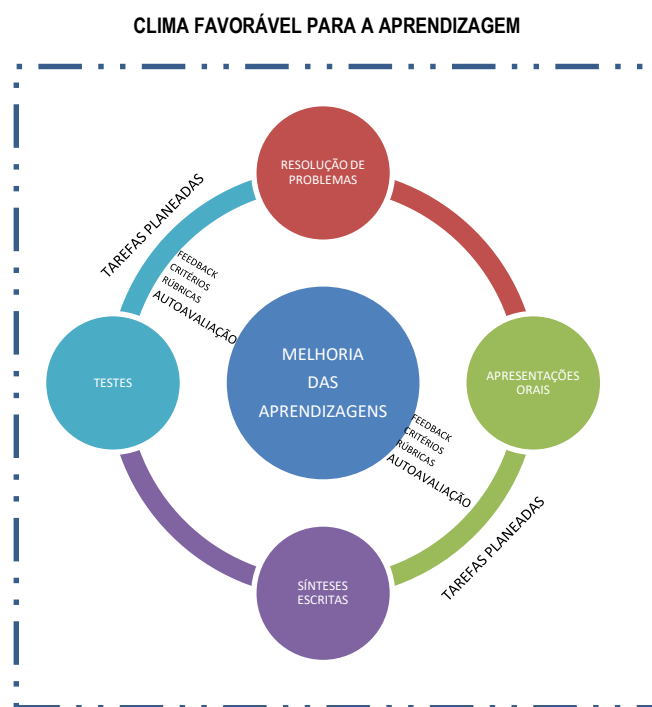 CLIMA FAVORÁVEL PARA A APRENDIZAGEM
RESOLUÇÃO DE
PROBLEMAS
TAREFAS PLANEADAS
FEEDBACK
CRITÉRIOS
RÚBRICAS
AUTOAVALIAÇÃO
MELHORIA
DAS
APRENDIZAGENS
TESTES
APRESENTAÇÕES
ORAIS
FEEDBACK
CRITÉRIOS
RÚBRICAS
AUTOAVALIAÇÃO
TAREFAS PLANEADAS
SÍNTESES
ESCRITAS